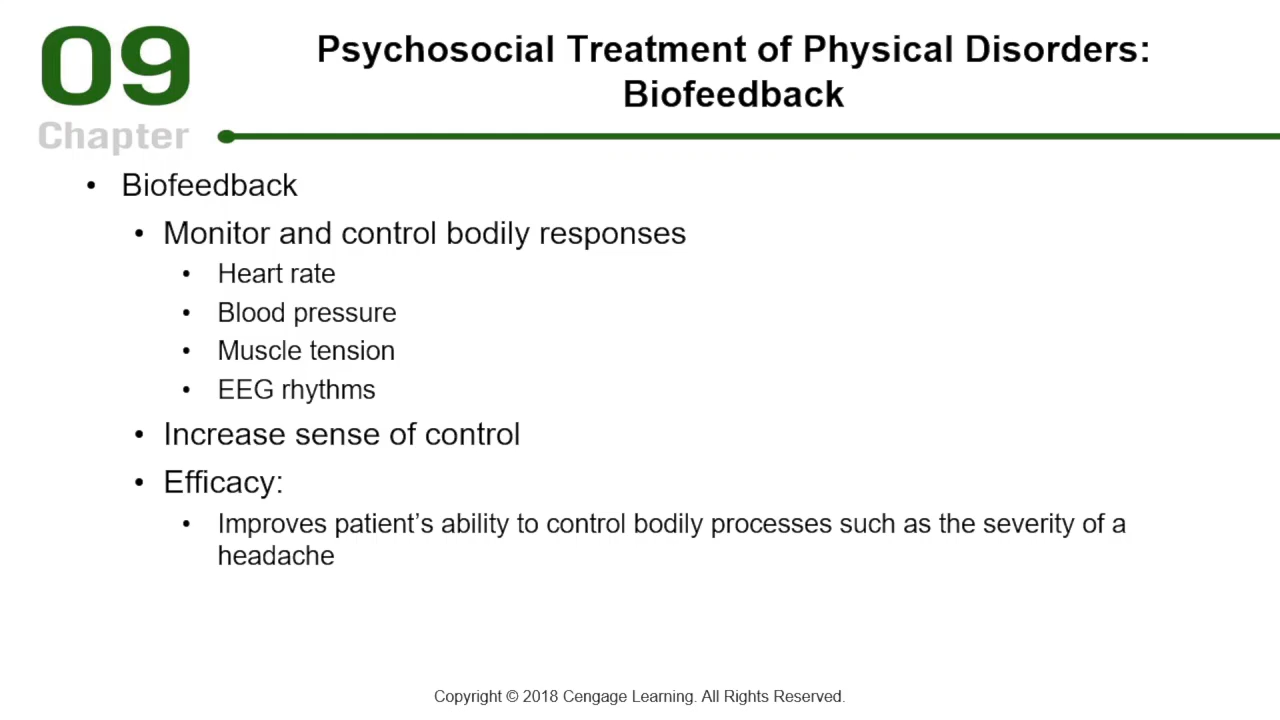 09
Chapter
Psychosocial Treatment of Physical Disorders:
Biofeedback
• Biofeedback
• Monitor and control bodily responses
• Heart rate
• Blood pressure
• Muscle tension
• EEG rhythms
• Increase sense of control
• Efficacy:
• Improves patient’s ability to control bodily processes such as the severity of a
headache
Copyright © 2018 Cengage Learning. All Rights Reserved.